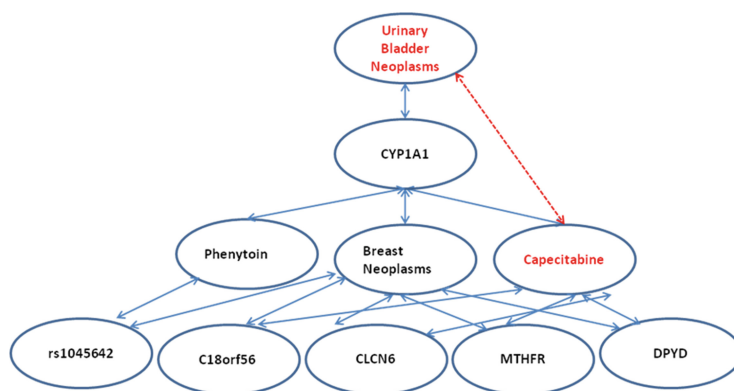 Urinary
Bladder
Neoplasms
CYP1A1
Phenytoin
Breast
Neoplasms
Capecitabine
rs1045642
C18orf56
CLCN6
MTHFR
DPYD